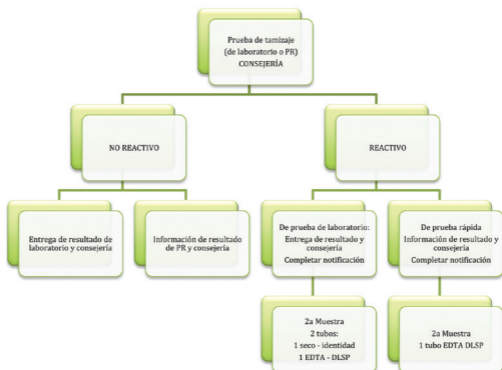 Prueba de tamizaje
(de laboratorio o PR)
CONSEJERÍA
NO REACTIVO
REACTIVO
Entrega de resultado de
laboratorio y consejería
Información de resultado
de PR y consejería
De prueba de laboratorio:
Entrega de resultado y
consejería
Completar notificación
De prueba rápida
Información de resultado y
consejería
Completar notificación
2a Muestra
2 tubos:
1 seco - identidad
1 EDTA - DLSP
2a Muestra
1 tubo EDTA DLSP